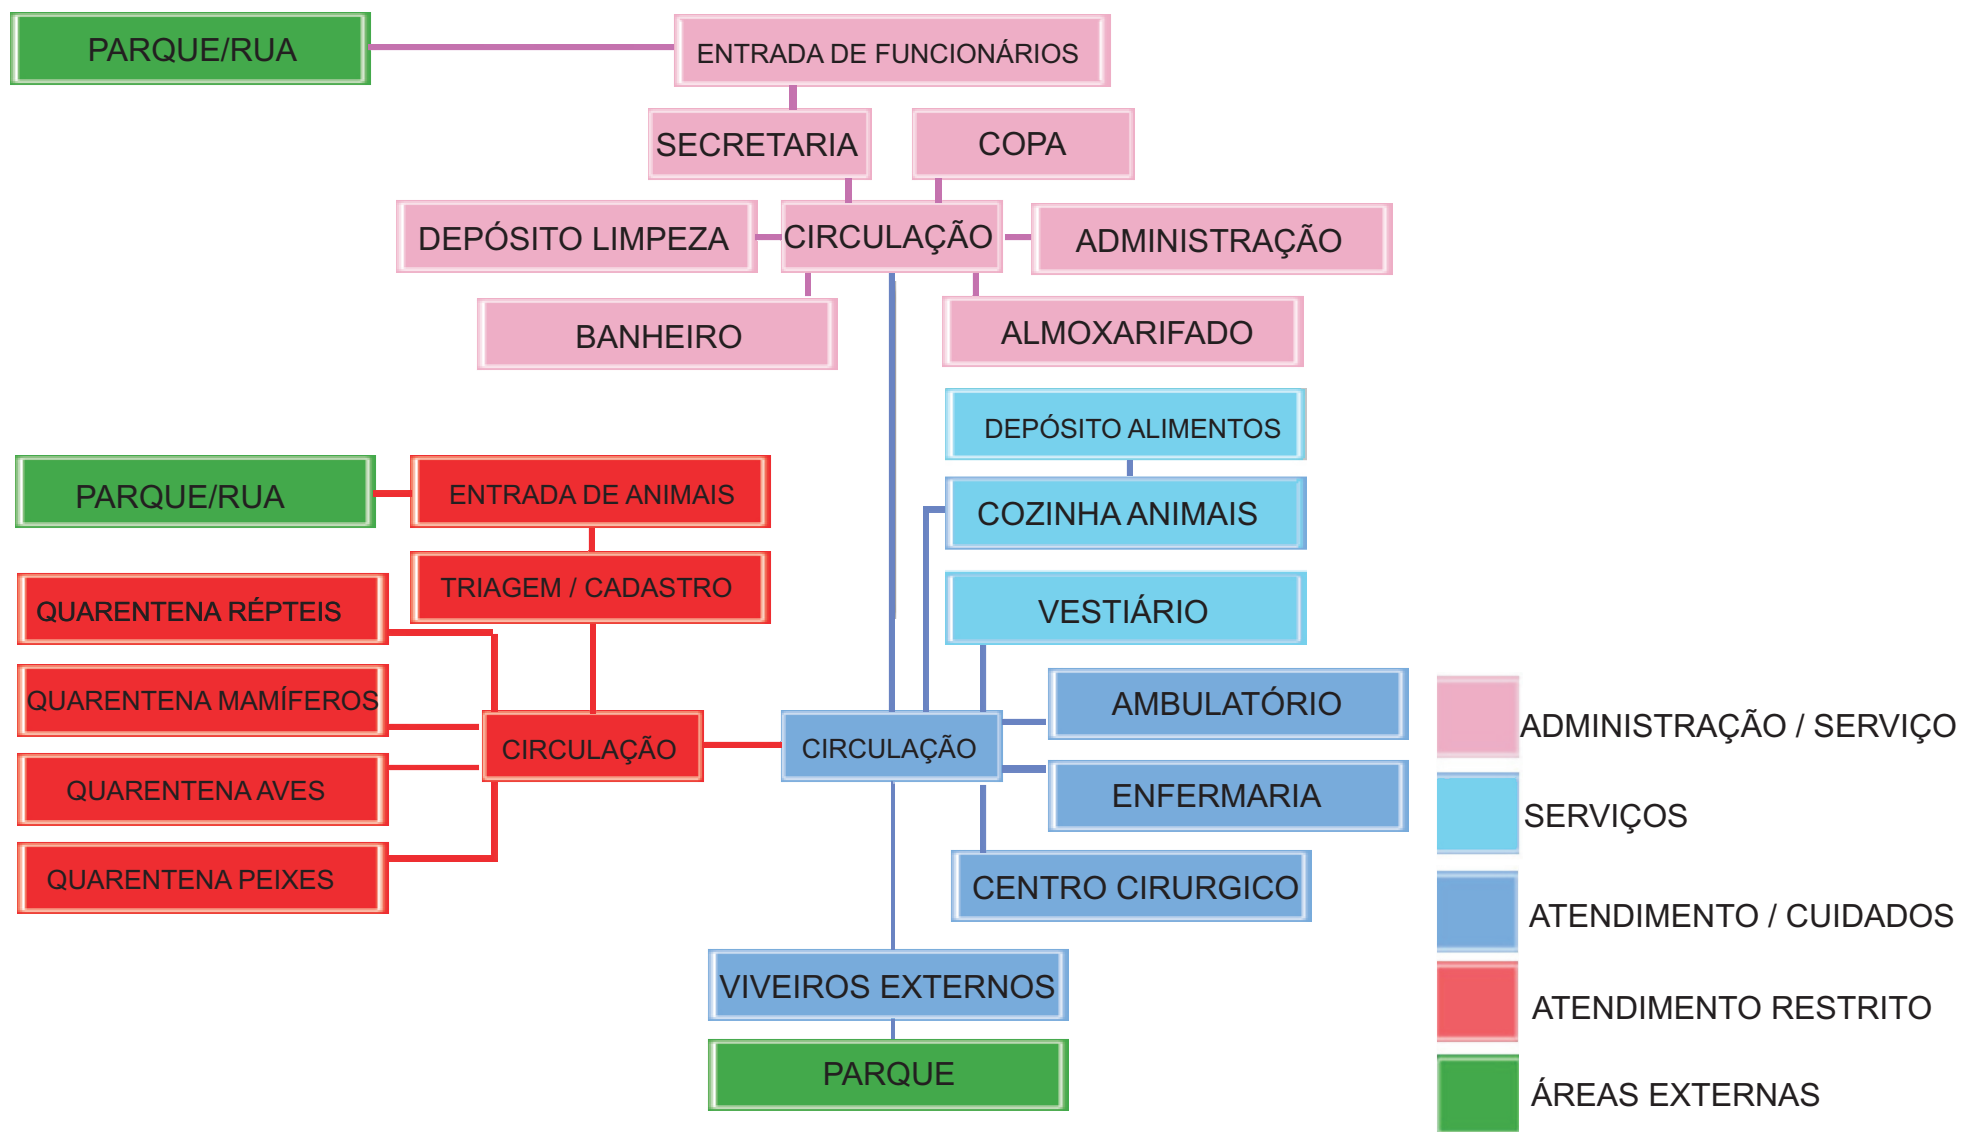 PARQUE/RUA
ENTRADA DE FUNCIONÁRIOS
SECRETARIA
COPA
DEPÓSITO LIMPEZA
CIRCULAÇÃO
ADMINISTRAÇÃO
BANHEIRO
ALMOXARIFADO
DEPÓSITO ALIMENTOS
PARQUE/RUA
ENTRADA DE ANIMAIS
COZINHA ANIMAIS
TRIAGEM / CADASTRO
VESTIÁRIO
QUARENTENA RÉPTEIS
QUARENTENA MAMÍFEROS
AMBULATÓRIO
CIRCULAÇÃO
CIRCULAÇÃO
QUARENTENA AVES
ENFERMARIA
QUARENTENA PEIXES
CENTRO CIRURGICO
VIVEIROS EXTERNOS
PARQUE
ADMINISTRAÇÃO / SERVIÇO
SERVIÇOS
ATENDIMENTO / CUIDADOS
ATENDIMENTO RESTRITO
ÁREAS EXTERNAS